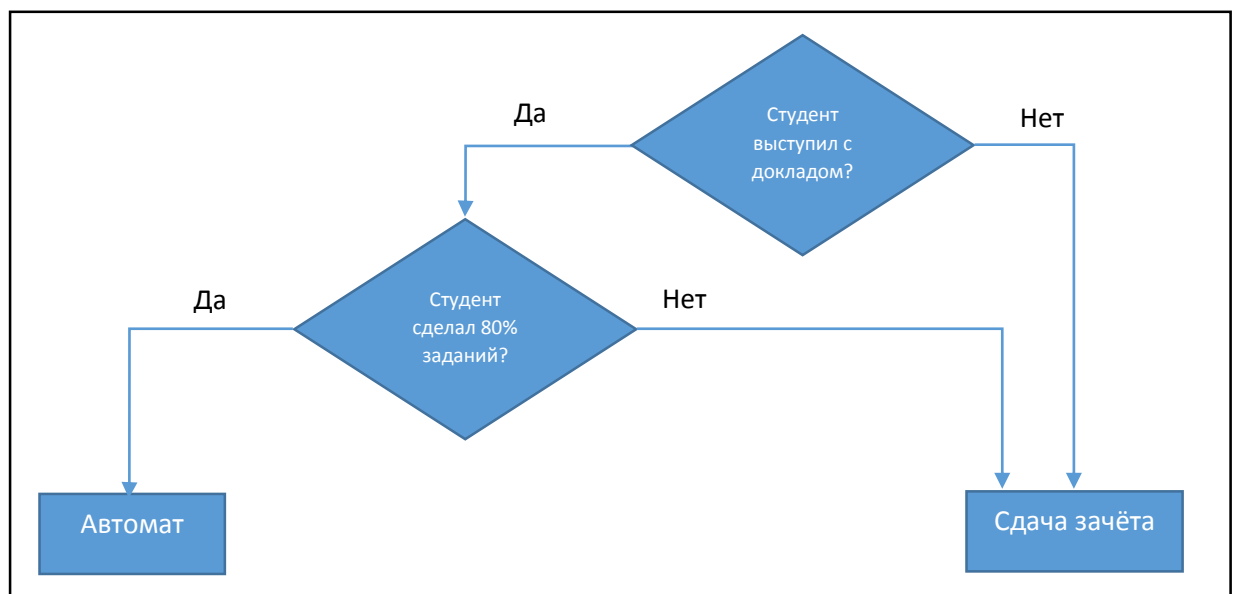 Да
Студент
выступил с
докладом?
Нет
Да
Студент
сделал 80%
заданий?
Нет
Автомат
Сдача зачёта